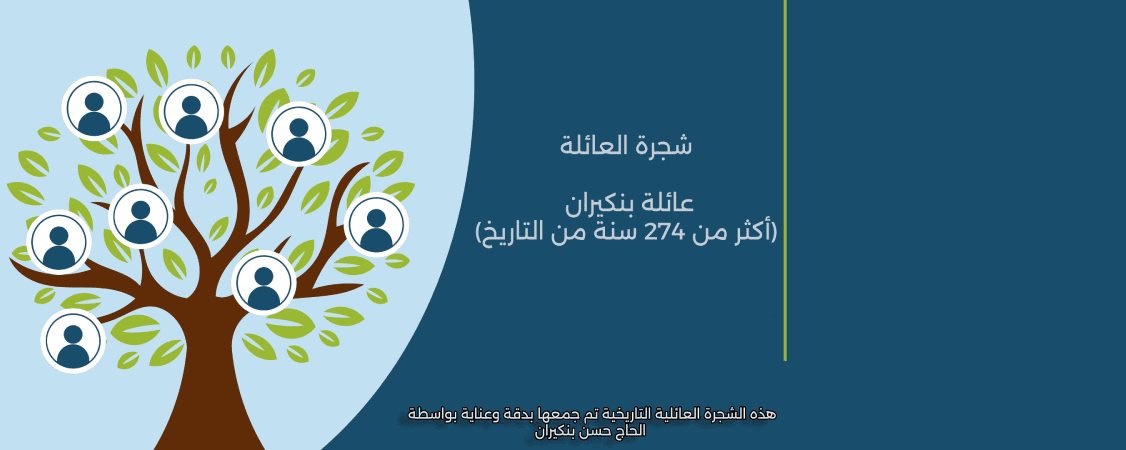 شجرة العائلة
عائلة بنكيران
(أكثر من 274 سنة من التاريخ)
هذه الشجرة العائلية التاريخية تم جمعها بدقة وعناية بواسطة
الحاج حسن بنكيران